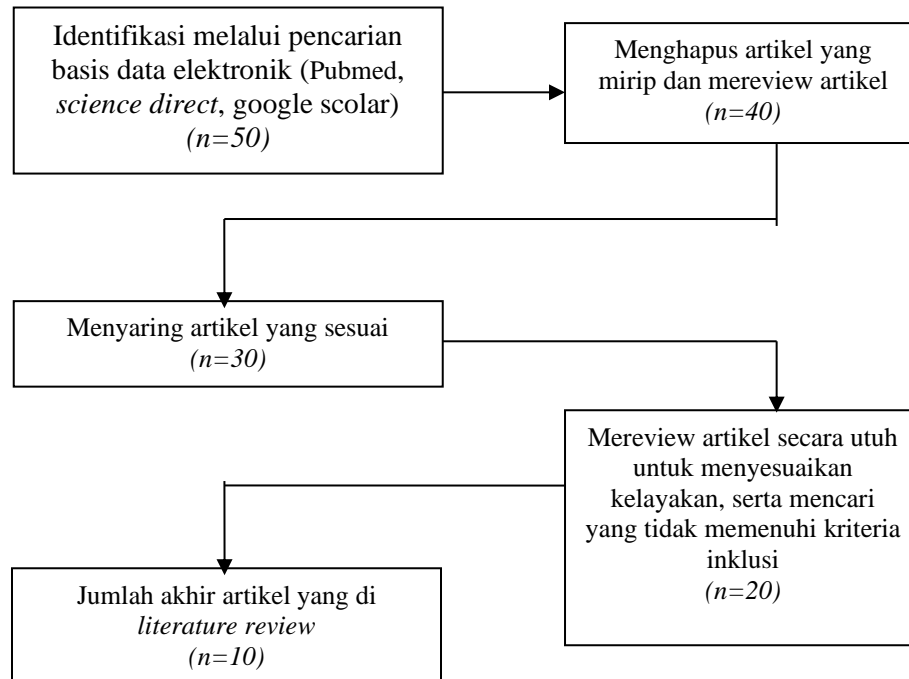 Identifikasi melalui pencarian
basis data elektronik (Pubmed,
science direct, google scolar)
(n=50)
Menghapus artikel yang
mirip dan mereview artikel
(n=40)
Menyaring artikel yang sesuai
(n=30)
Mereview artikel secara utuh
untuk menyesuaikan
kelayakan, serta mencari
yang tidak memenuhi kriteria
inklusi
(n=20)
Jumlah akhir artikel yang di
literature review
(n=10)